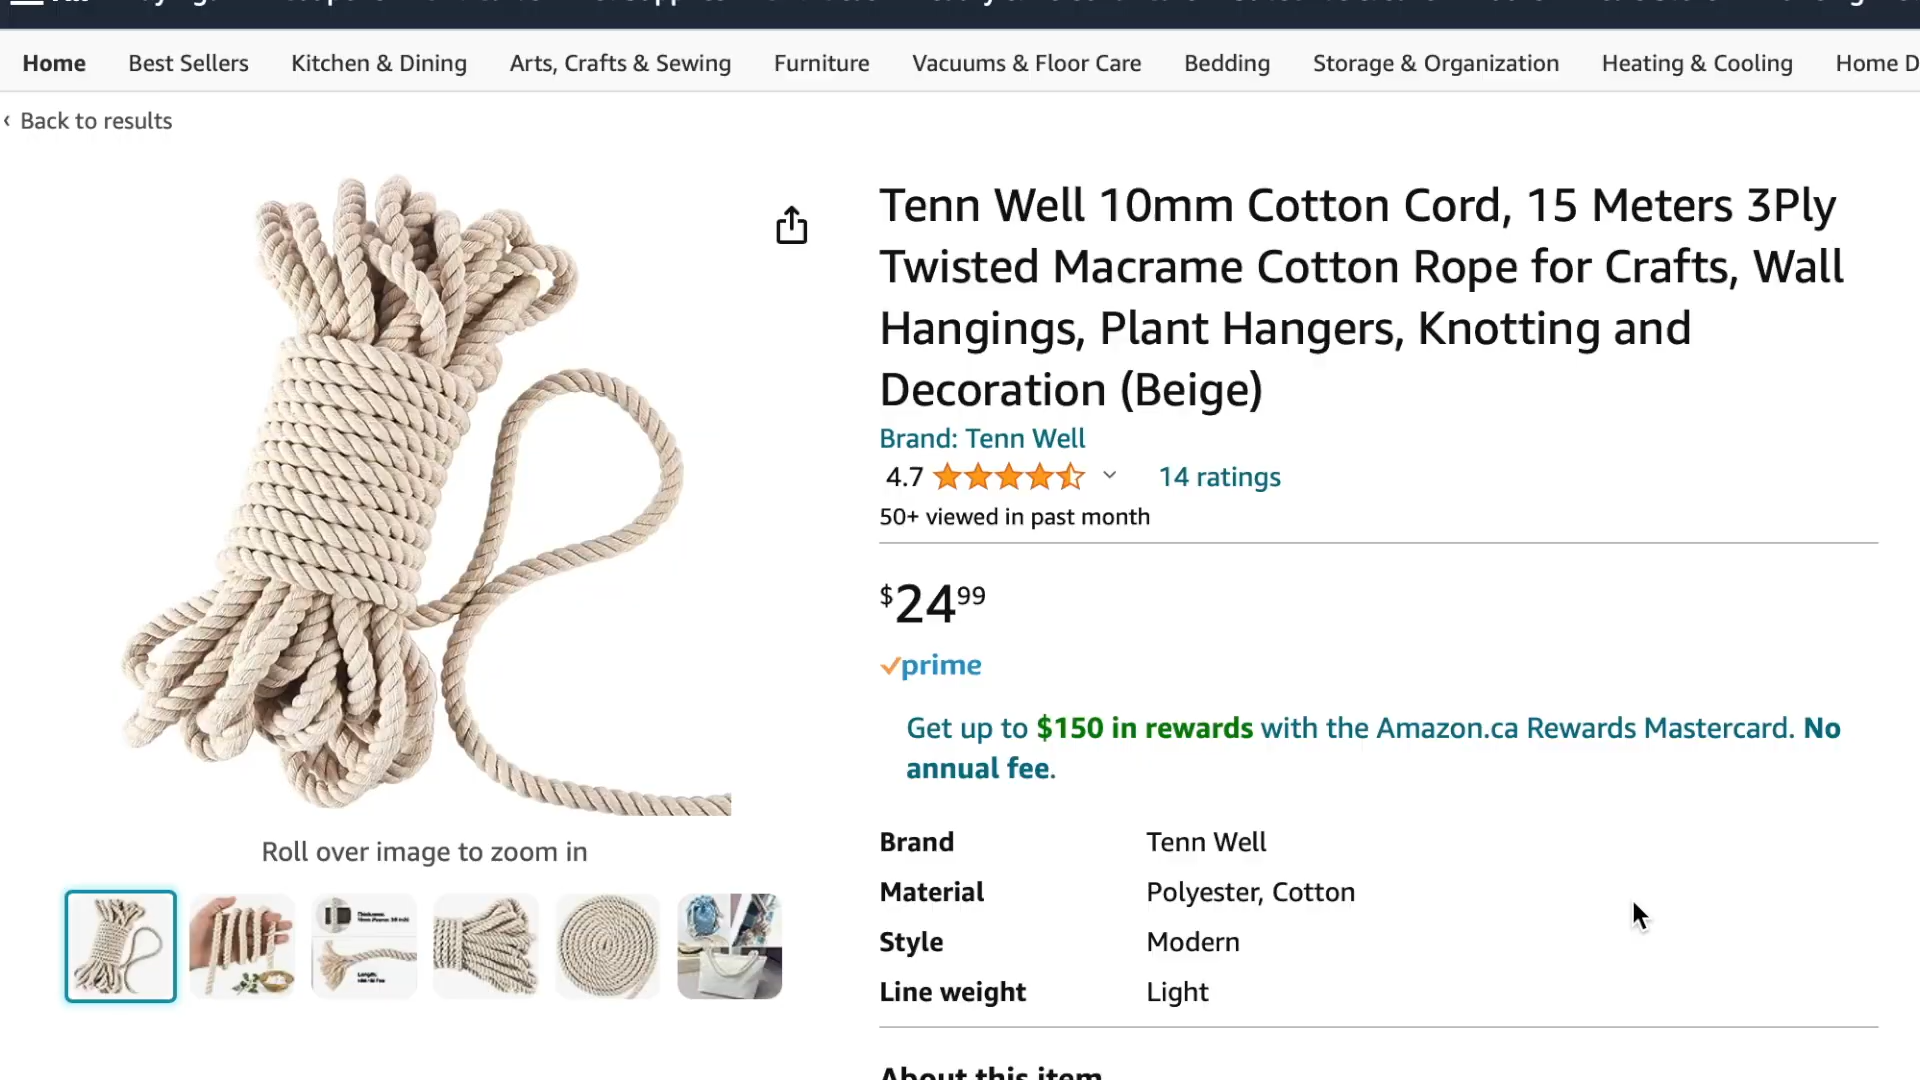 Home Best Sellers Kitchen & Dining Arts, Crafts & Sewing Furniture Vacuums & Floor Care Bedding Storage & Organization Heating & Cooling Home D
‹ Back to results
Tenn Well 10mm Cotton Cord, 15 Meters 3Ply
Twisted Macrame Cotton Rope for Crafts, Wall
Hangings, Plant Hangers, Knotting and
Decoration (Beige)
Brand: Tenn Well
4.7 14 ratings
50+ viewed in past month
$24 99
prime
Get up to $150 in rewards with the Amazon.ca Rewards Mastercard. No
annual fee.
Brand Tenn Well
Material Polyester, Cotton
Style Modern
Line weight Light
About this item
Roll over image to zoom in